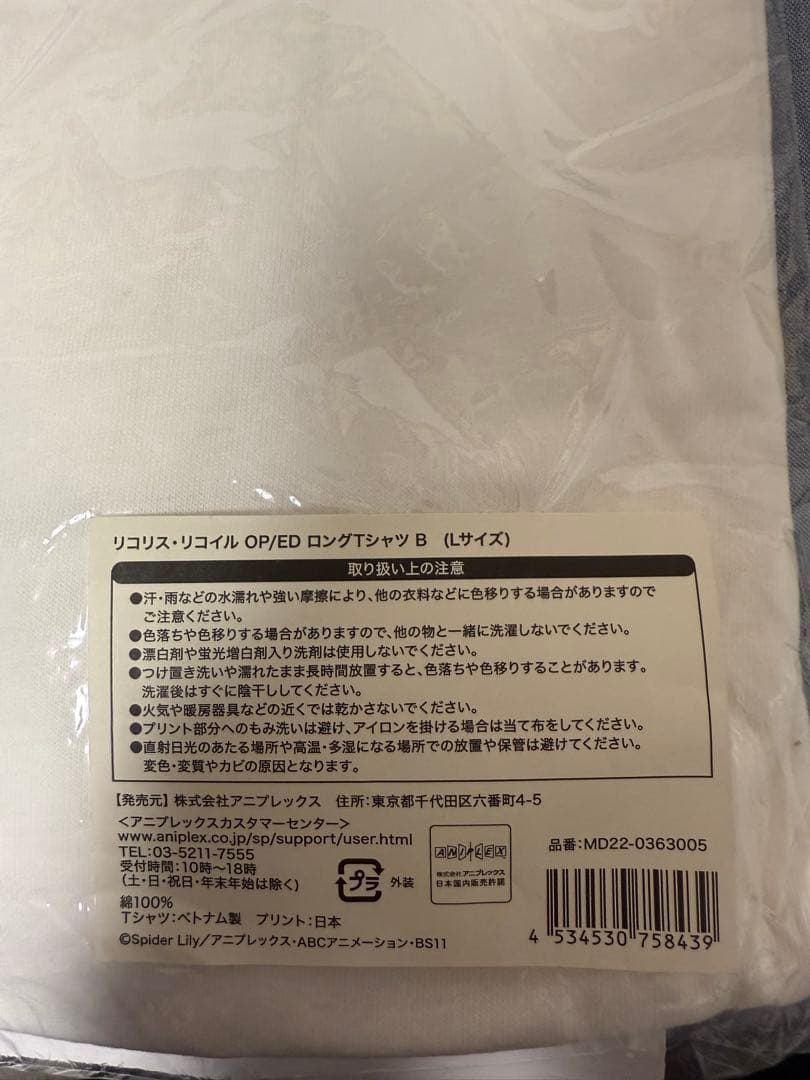 リコリス・リコイル OP/ED ロングTシャツ B (Lサイズ)
取り扱い上の注意
●汗・雨などの水濡れや強い摩擦により、他の衣料などに色移りする場合がありますので
ご注意ください。
●色落ちや色移りする場合がありますので、他の物と一緒に洗濯しないでください。
●漂白剤や蛍光増白剤入り洗剤は使用しないでください。
●つけ置き洗いや濡れたまま長時間放置すると、色落ちや色移りすることがあります。
洗濯後はすぐに陰干ししてください。
●火気や暖房器具などの近くでは乾かさないでください。
●プリント部分へのもみ洗いは避け、アイロンを掛ける場合は当て布をしてください。
●直射日光のあたる場所や高温・多湿になる場所での放置や保管は避けてください。
変色・変質やカビの原因となります。
【発売元】株式会社アニプレックス 住所:東京都千代田区六番町4-5
<アニプレックスカスタマーセンター>
www.aniplex.co.jp/sp/support/user.html
TEL:03-5211-7555
受付時間:10時〜18時
(土・日・祝日・年末年始は除く)
綿100%
Tシャツ:ベトナム製 プリント:日本
©Spider Lily/アニプレックス・ABCアニメーション・BS11
プラ 外装
ANIPLEX
株式会社アニプレックス
日本国内販売許諾
品番:MD22-0363005
4 534530 758439